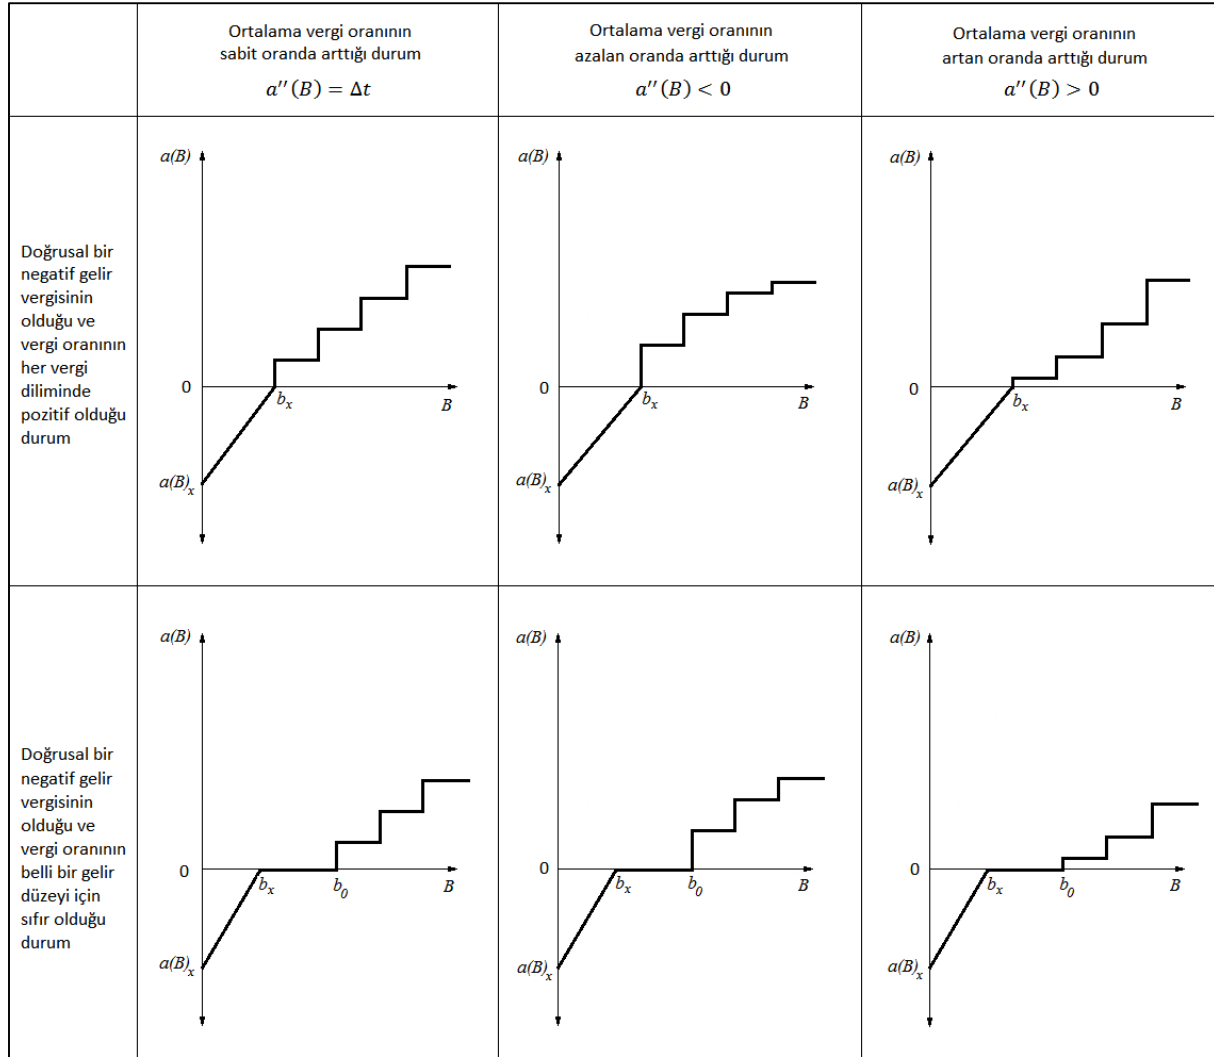 Ortalama vergi oranının
sabit oranda arttığı durum
a''(B) = Δt
Ortalama vergi oranının
azalan oranda arttığı durum
a''(B) < 0
Ortalama vergi oranının
artan oranda arttığı durum
a''(B) > 0
Doğrusal bir
negatif gelir
vergisinin
olduğu ve
vergi oranının
her vergi
diliminde
pozitif olduğu
durum
a(B)
0
b_x
B
a(B)_x
a(B)
0
b_x
B
a(B)_x
a(B)
0
b_x
B
a(B)_x
Doğrusal bir
negatif gelir
vergisinin
olduğu ve
vergi oranının
belli bir gelir
düzeyi için
sıfır olduğu
durum
a(B)
0
b_x
b_0
B
a(B)_x
a(B)
0
b_x
b_0
B
a(B)_x
a(B)
0
b_x
b_0
B
a(B)_x